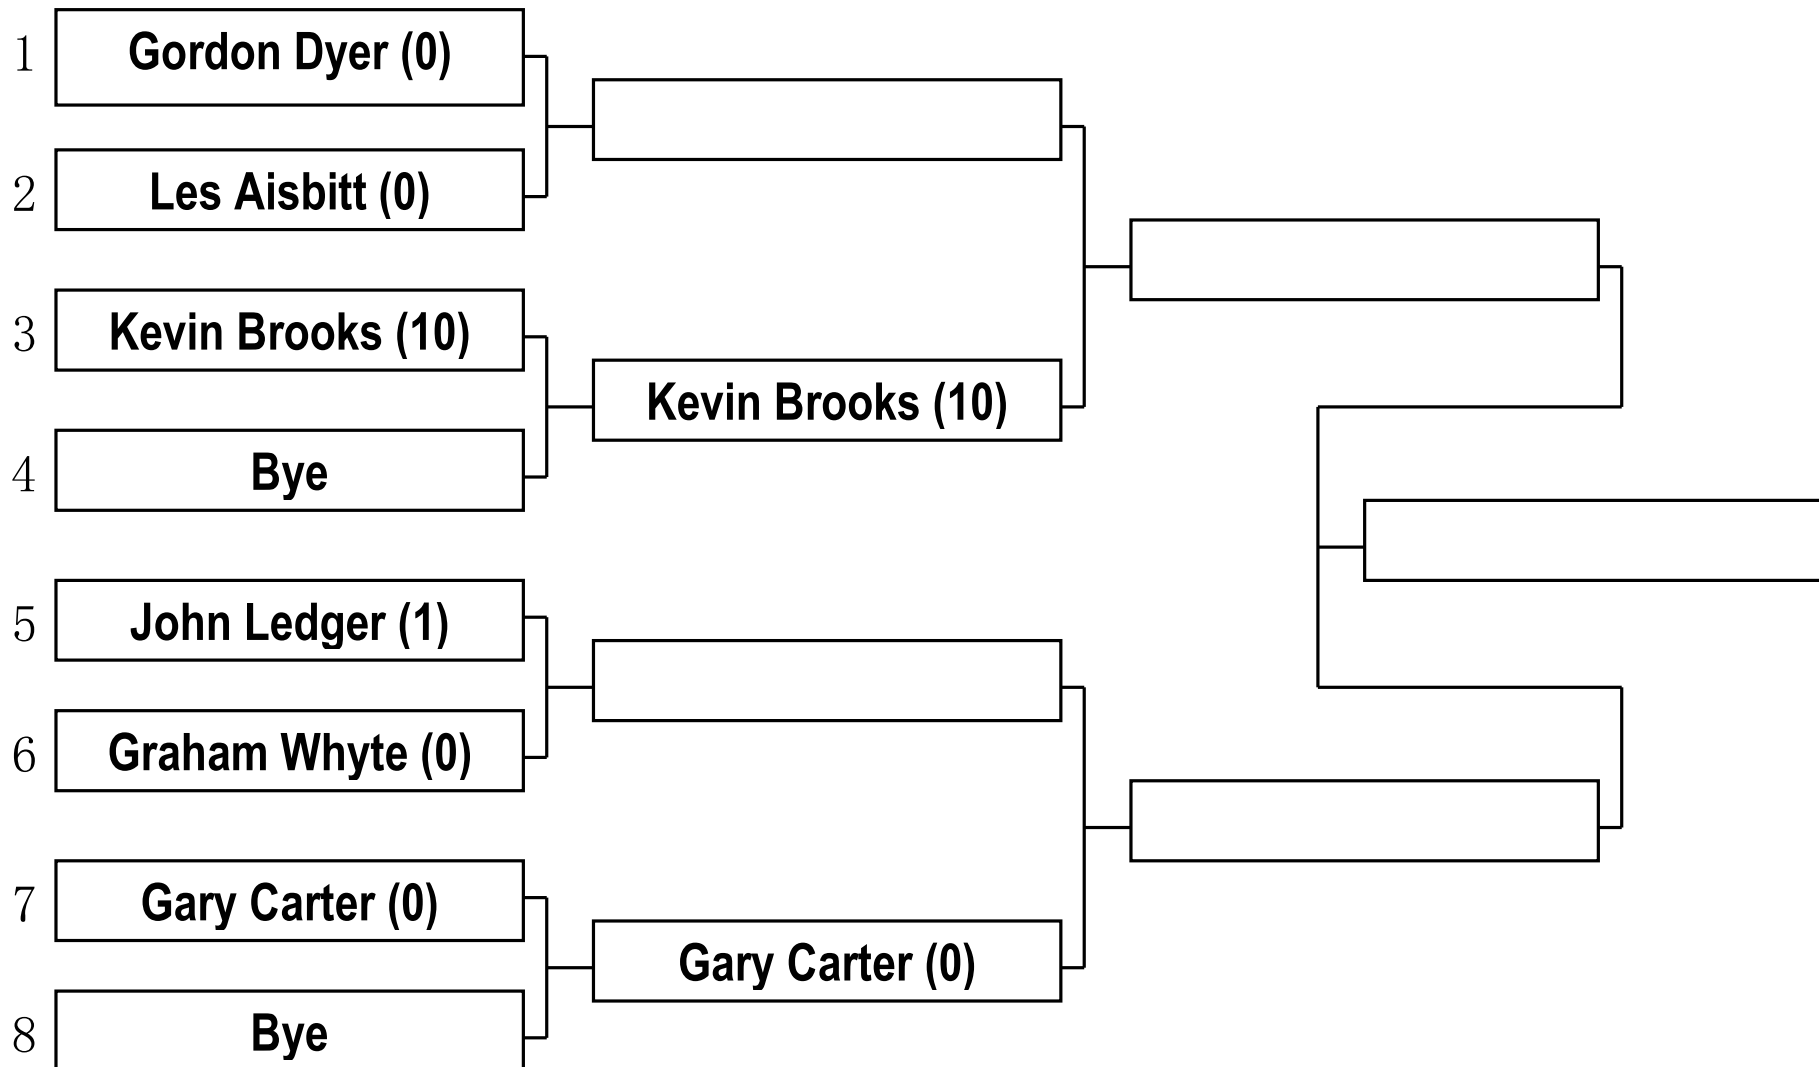 1 Gordon Dyer (0)
2 Les Aisbitt (0)
3 Kevin Brooks (10)
Kevin Brooks (10)
4 Bye
5 John Ledger (1)
6 Graham Whyte (0)
7 Gary Carter (0)
Gary Carter (0)
8 Bye